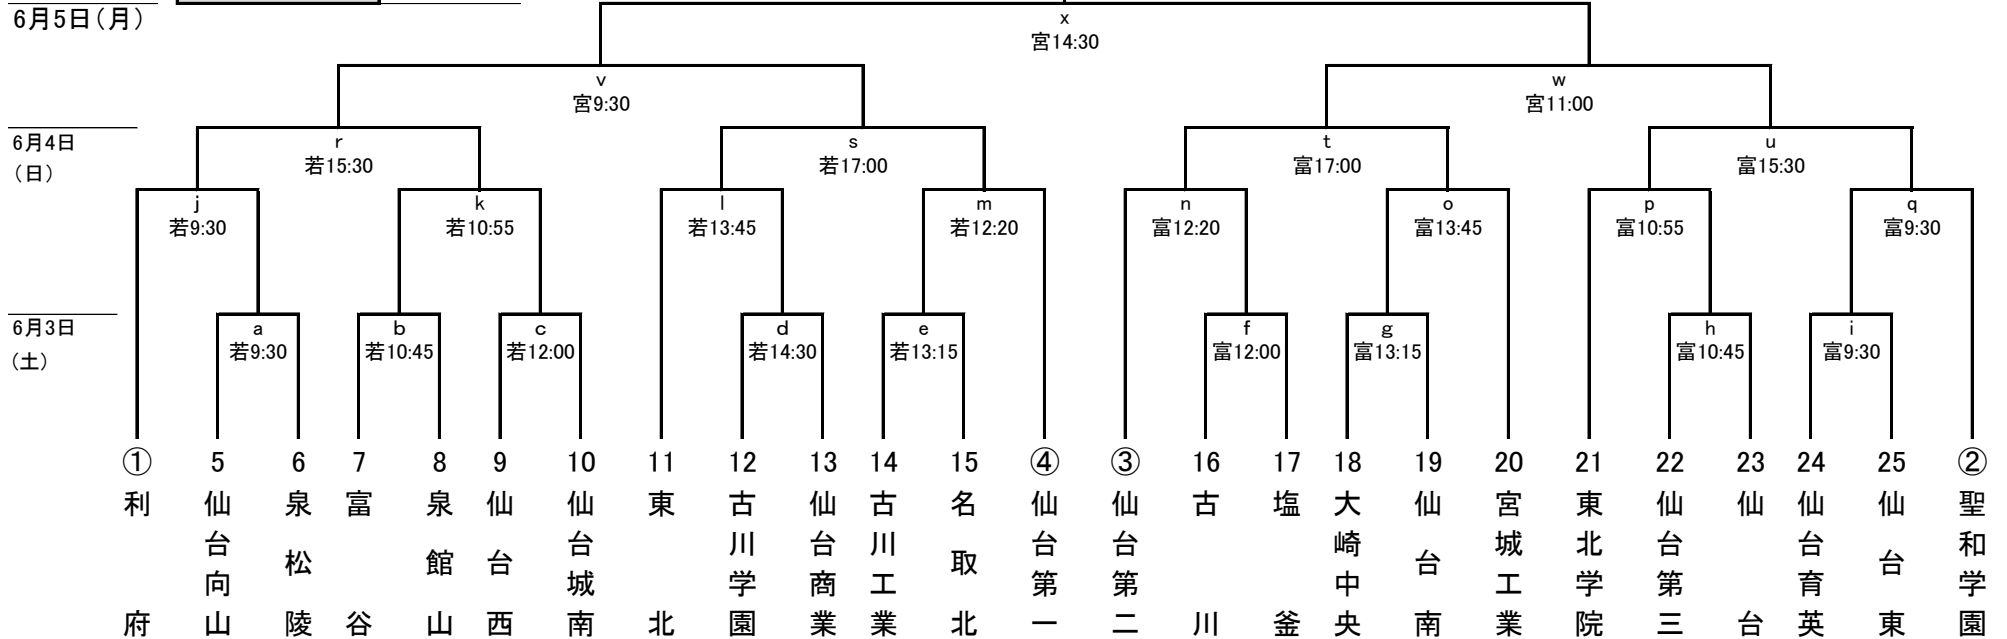 6月5日(月)
x
宮14:30
v
宮9:30
w
宮11:00
6月4日
(日)
r
若15:30
s
若17:00
t
富17:00
u
富15:30
j
若9:30
k
若10:55
l
若13:45
m
若12:20
n
富12:20
o
富13:45
p
富10:55
q
富9:30
6月3日
(土)
a
若9:30
b
若10:45
c
若12:00
d
若14:30
e
若13:15
f
富12:00
g
富13:15
h
富10:45
i
富9:30
① 利府
5 仙台向山
6 泉松陵
7 富谷
8 泉館山
9 仙台西
10 仙台城南
11 東北
12 古川学園
13 仙台商業
14 古川工業
15 名取北
④ 仙台第一
③ 仙台第二
16 古川
17 塩釜
18 大崎中央
19 仙台南
20 宮城工業
21 東北学院
22 仙台第三
23 仙台
24 仙台育英
25 仙台東
② 聖和学園